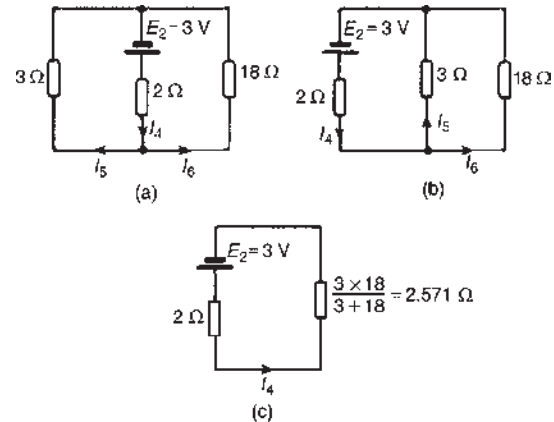 E₂ = 3 V
3 Ω
2 Ω
18 Ω
I₄
I₅
I₆
(a)
E₂ = 3 V
2 Ω
3 Ω
18 Ω
I₄
I₅
I₆
(b)
E₂ = 3 V
2 Ω
3 × 18
3 + 18
= 2.571 Ω
I₄
(c)